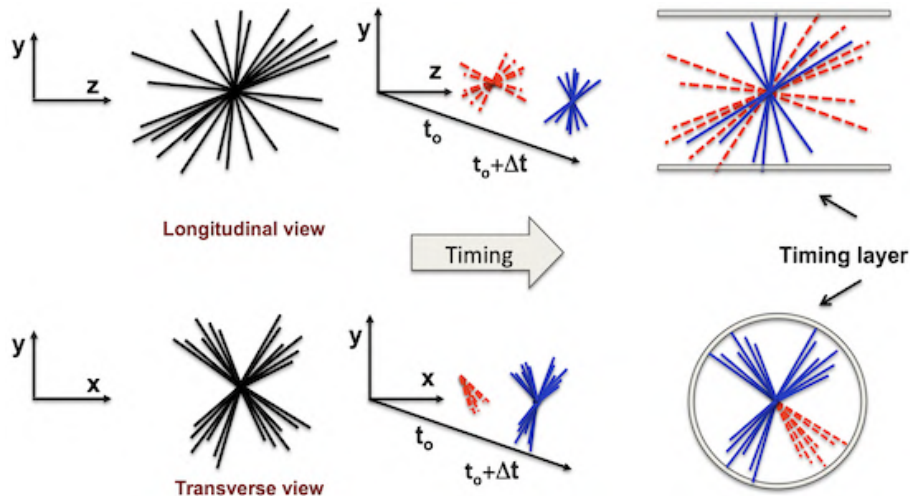 y
z
Longitudinal view
y
z
t₀
t₀+Δt
Timing
Timing layer
y
x
Transverse view
y
x
t₀
t₀+Δt